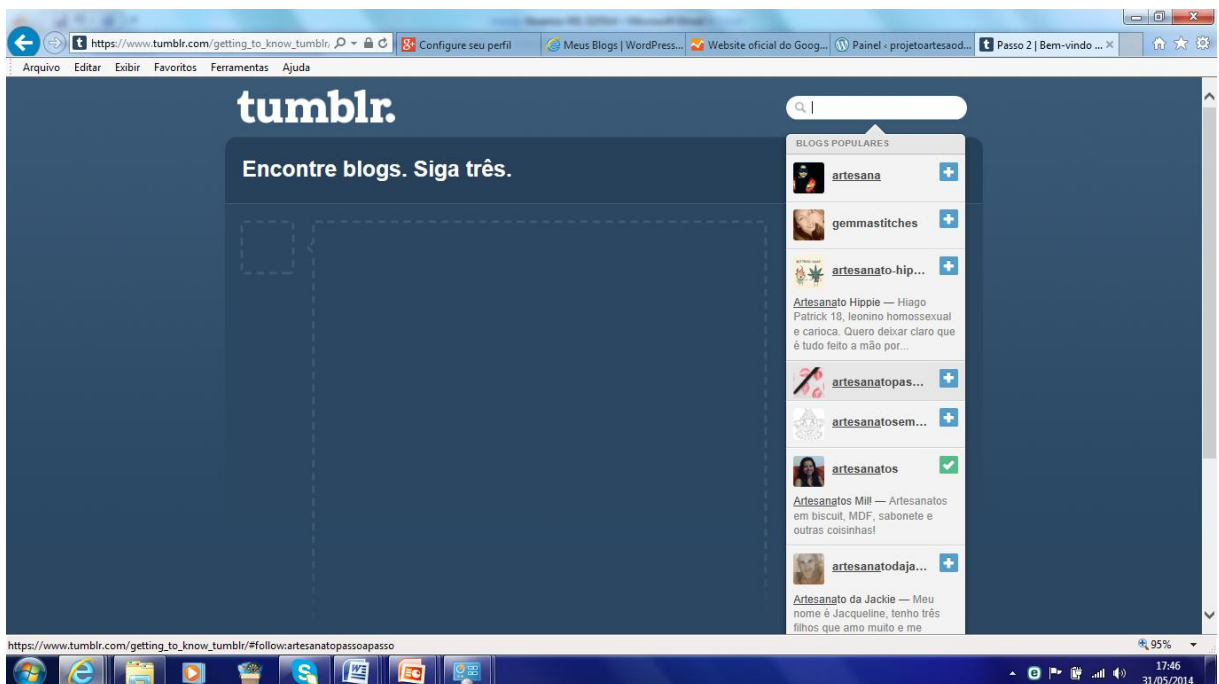 https://www.tumblr.com/getting_to_know_tumblr,
Configure seu perfil
Meus Blogs | WordPress...
Website oficial do Goog...
Painel ‹ projetoartesaod...
Passo 2 | Bem-vindo ...
Arquivo Editar Exibir Favoritos Ferramentas Ajuda
tumblr.
Encontre blogs. Siga três.
BLOGS POPULARES
artesana
gemmastitches
artesanato-hip...
Artesanato Hippie — Hiago
Patrick 18, leonino homossexual
e carioca. Quero deixar claro que
é tudo feito a mão por...
artesanatopas...
artesanatosem...
artesanatos
Artesanatos Mil! — Artesanatos
em biscuit, MDF, sabonete e
outras coisinhas!
artesanatodaja...
Artesanato da Jackie — Meu
nome é Jacqueline, tenho três
filhos que amo muito e me
https://www.tumblr.com/getting_to_know_tumblr/#follow:artesanatopassoapasso
95%
17:46
31/05/2014